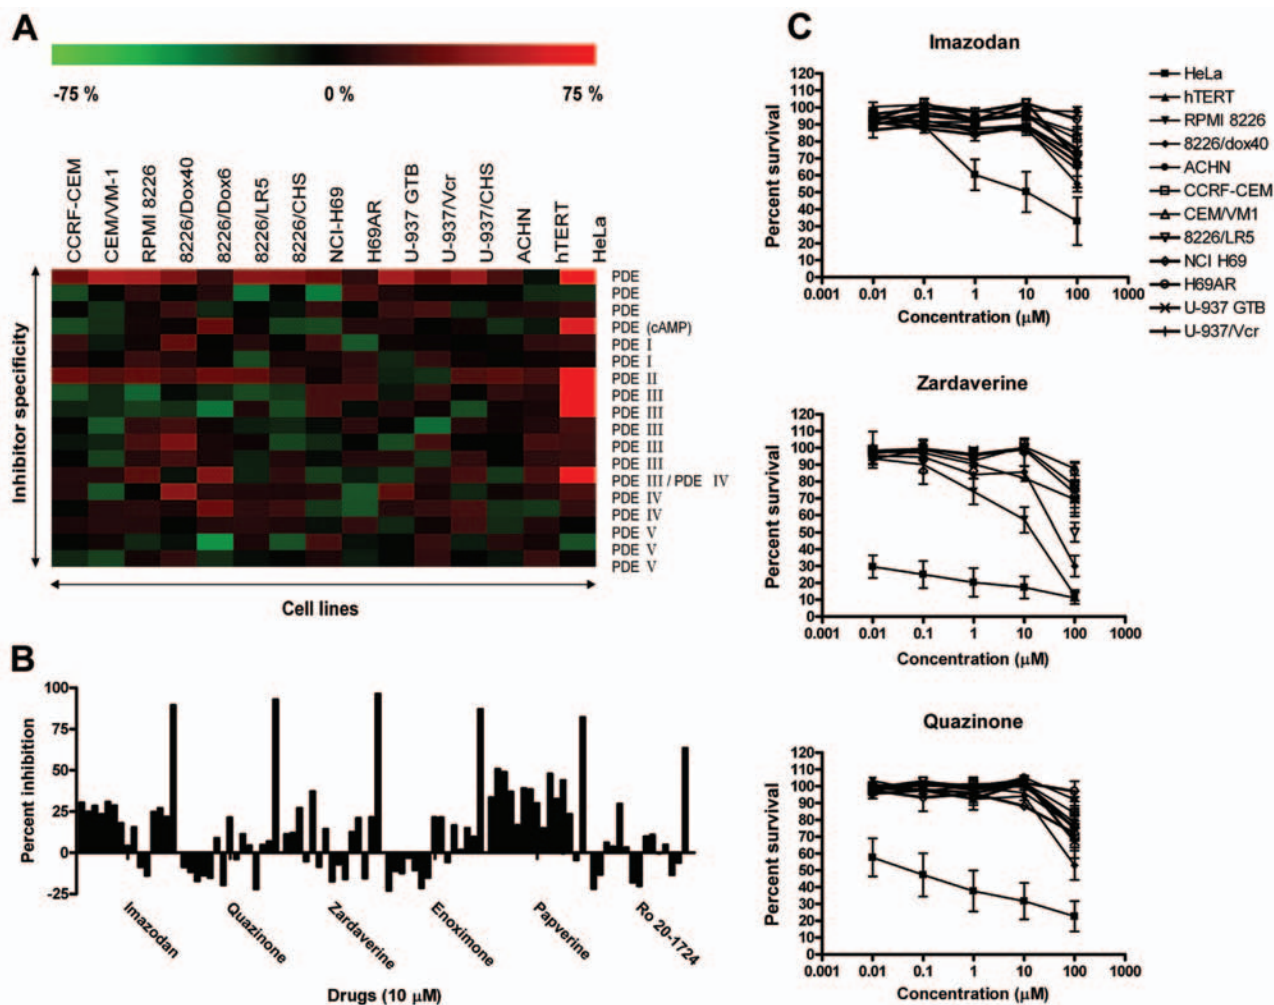 A
-75 %
0 %
75 %
CCRF-CEM
CEM/VM-1
RPMI 8226
8226/Dox40
8226/Dox6
8226/LR5
8226/CHS
NCI-H69
H69AR
U-937 GTB
U-937/Vcr
U-937/CHS
ACHN
hTERT
HeLa
Inhibitor specificity
PDE
PDE
PDE
PDE (cAMP)
PDE I
PDE I
PDE II
PDE III
PDE III
PDE III
PDE III
PDE III
PDE III / PDE IV
PDE IV
PDE IV
PDE V
PDE V
PDE V
Cell lines
B
Percent inhibition
100
75
50
25
0
-25
Imazodan
Quazinone
Zardaverine
Enoximone
Papverine
Ro 20-1724
Drugs (10 μM)
C
Imazodan
Percent survival
120
110
100
90
80
70
60
50
40
30
20
10
0
0.001
0.01
0.1
1
10
100
1000
Concentration (μM)
HeLa
hTERT
RPMI 8226
8226/dox40
ACHN
CCRF-CEM
CEM/VM1
8226/LR5
NCI H69
H69AR
U-937 GTB
U-937/Vcr
Zardaverine
Percent survival
120
110
100
90
80
70
60
50
40
30
20
10
0
0.001
0.01
0.1
1
10
100
1000
Concentration (μM)
Quazinone
Percent survival
120
110
100
90
80
70
60
50
40
30
20
10
0
0.001
0.01
0.1
1
10
100
1000
Concentration (μM)